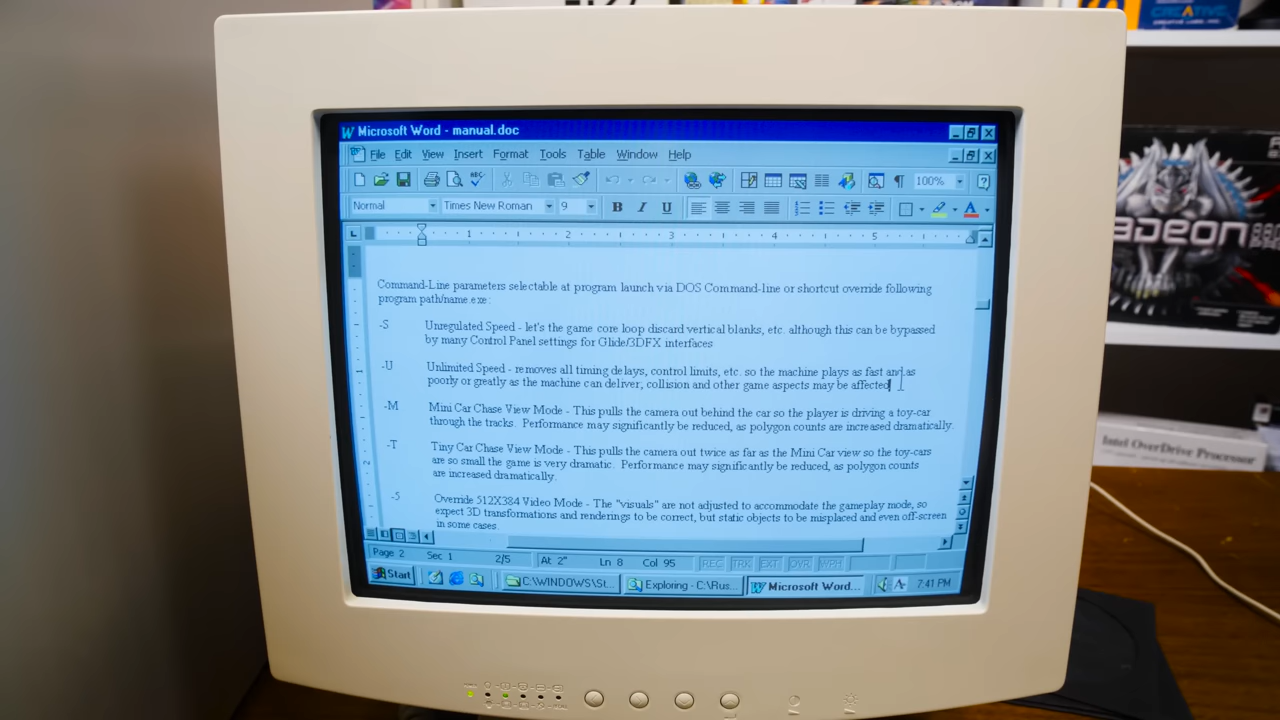 CREATIVE
CREATIVE LABS, INC.
Microsoft Word - manual.doc
File Edit View Insert Format Tools Table Window Help
100%
Normal Times New Roman 9 B I U
1 2 3 4 5
Command-Line parameters selectable at program launch via DOS Command-line or shortcut override following
program path/name exe:
-S Unregulated Speed - let's the game core loop discard vertical blanks, etc. although this can be bypassed
by many Control Panel settings for Glide/3DFX interfaces
-U Unlimited Speed - removes all timing delays, control limits, etc. so the machine plays as fast and as
poorly or greatly as the machine can deliver, collision and other game aspects may be affected
-M Mini Car Chase View Mode - This pulls the camera out behind the car so the player is driving a toy-car
through the tracks. Performance may significantly be reduced, as polygon counts are increased dramatically.
-T Tiny Car Chase View Mode - This pulls the camera out twice as far as the Mini Car view so the toy-cars
are so small the game is very dramatic. Performance may significantly be reduced, as polygon counts
are increased dramatically.
-5 Override 512X384 Video Mode - The "visuals" are not adjusted to accommodate the gameplay mode, so
expect 3D transformations and renderings to be correct, but static objects to be misplaced and even off-screen
in some cases.
Page 2 Sec 1 2/5 At 2" Ln 8 Col 95 REC TRK EXT OVR WPH
Start C:\WINDOWS\St... Exploring - C:\Rus... Microsoft Word... 7:41 PM
ADEON
Intel OverDrive Processor